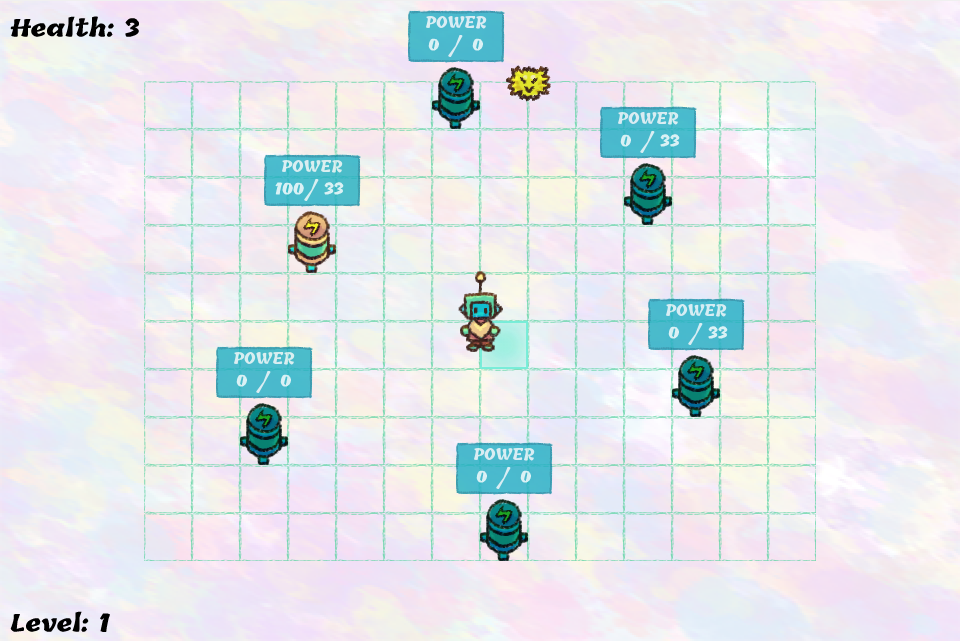 Health: 3
POWER
0 / 0
POWER
0 / 33
POWER
100 / 33
POWER
0 / 33
POWER
0 / 0
POWER
0 / 0
Level: 1